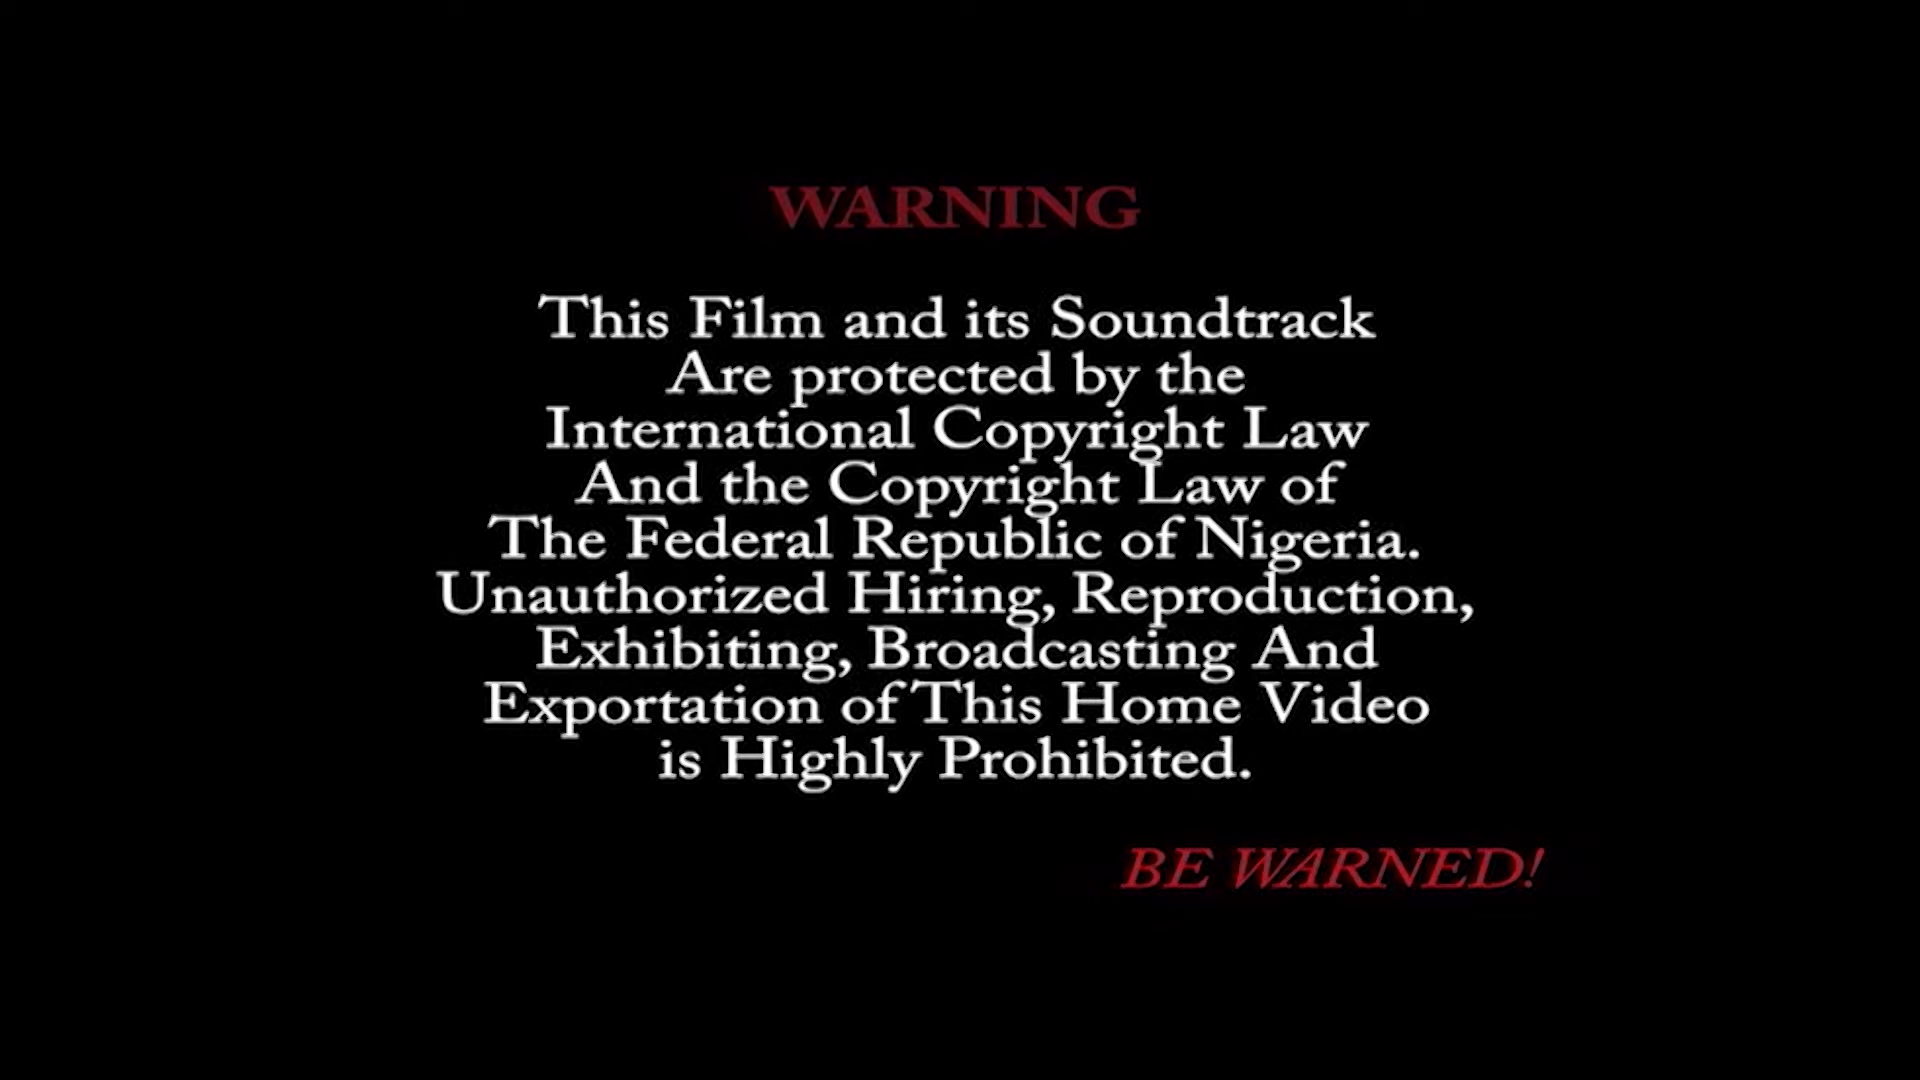 WARNING
This Film and its Soundtrack
Are protected by the
International Copyright Law
And the Copyright Law of
The Federal Republic of Nigeria.
Unauthorized Hiring, Reproduction,
Exhibiting, Broadcasting And
Exportation of This Home Video
is Highly Prohibited.
BE WARNED!